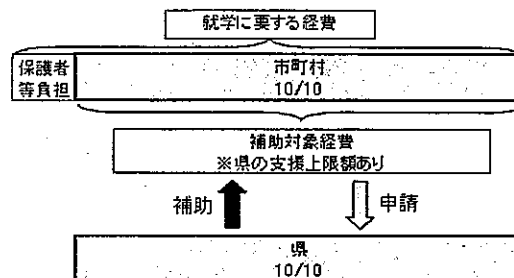 就学に要する経費
保護者
等負担
市町村
10/10
補助対象経費
※県の支援上限額あり
補助
申請
県
10/10